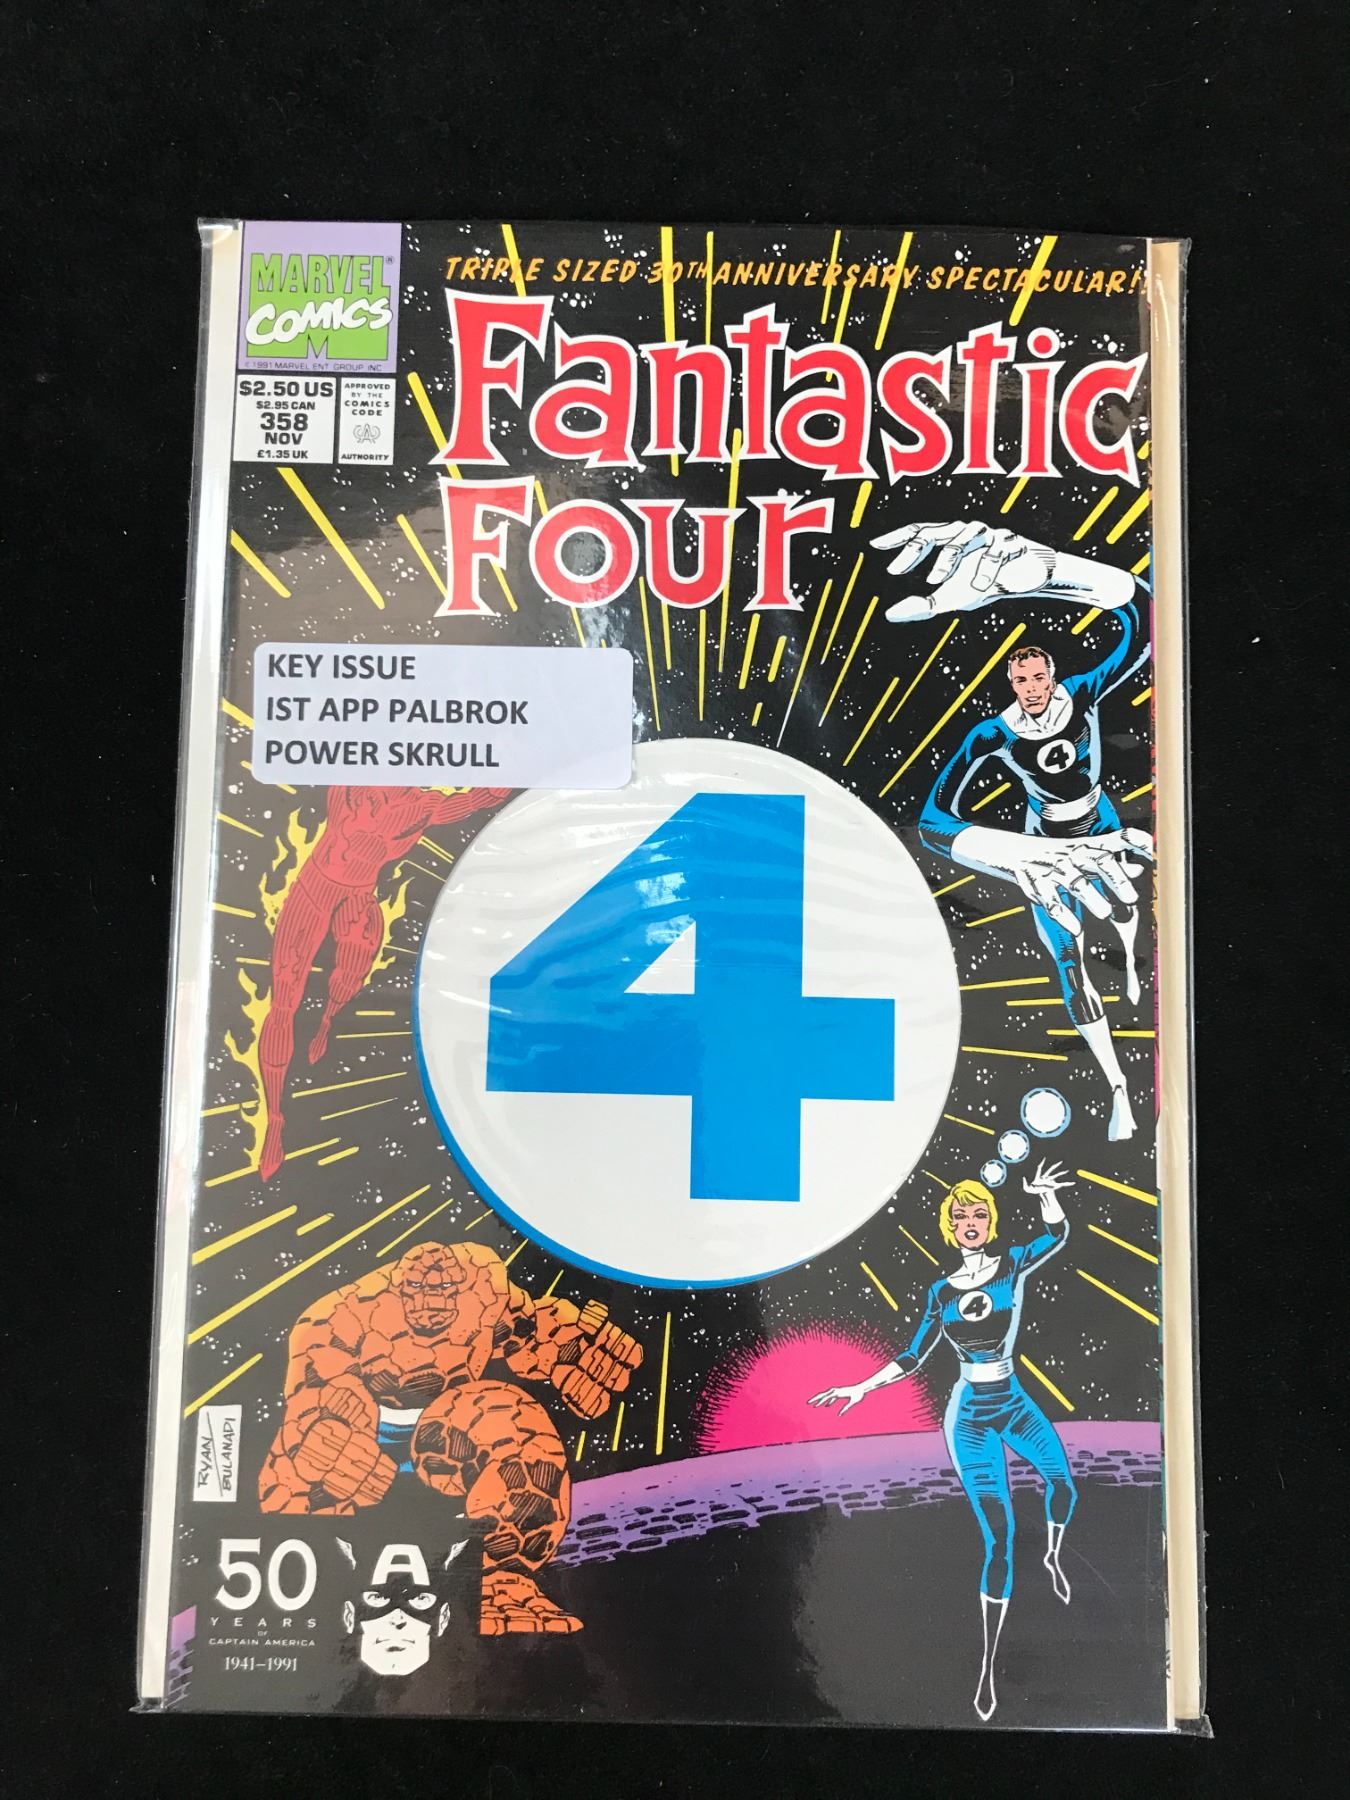 MARVEL®
COMICS
M
© 1991 MARVEL ENT GROUP INC
$2.50 US
$2.95 CAN
358
NOV
£1.35 UK
APPROVED
BY THE
COMICS
CODE
CA
AUTHORITY
TRIPLE SIZED 30TH ANNIVERSARY SPECTACULAR!!
Fantastic
Four
KEY ISSUE
IST APP PALBROK
POWER SKRULL
4
4
4
RYAN
BULANADI
50
YEARS
OF
CAPTAIN AMERICA
1941-1991
A